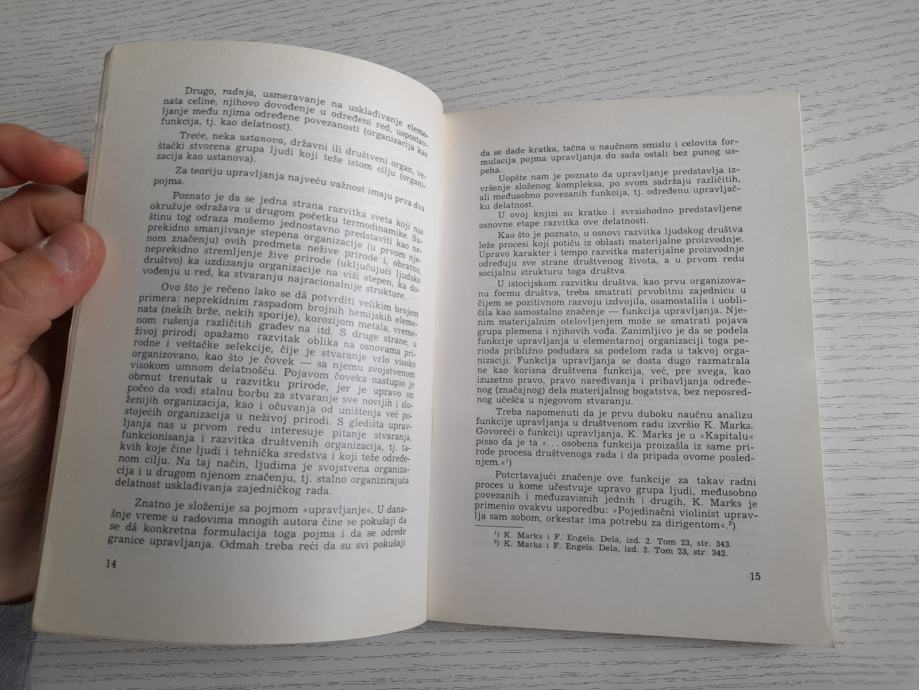 Drugo, radnja, usmeravanje na usklađivanje eleme-
nata celine, njihovo dovođenje u određeni red, uspostav-
ljanje među njima određene povezanosti (organizacija kao
funkcija, tj. kao delatnost).
Treće, neka ustanova, državni ili društveni organ, ve-
štački stvorena grupa ljudi koji teže istom cilju (organi-
zacija kao ustanova).
Za teoriju upravljanja najveću važnost imaju prva dva
pojma.
Poznato je da se jedna strana razvitka sveta koji nas
okružuje odražava u drugom početku termodinamike. Su-
štinu tog odraza možemo jednostavno predstaviti kao ne-
prekidno smanjivanje stepena organizacije (u prvom nje-
nom značenju) ovih predmeta nežive prirode i, obratno,
neprekidno stremljenje žive prirode (uključujući ljudsko
društvo) ka uzdizanju organizacije na viši stepen, ka do-
vođenju u red, ka stvaranju najracionalnije strukture.
Ovo što je rečeno lako se dá potvrditi velikim brojem
primera: neprekidnim raspadom brojnih hemijskih eleme-
nata (nekih brže, nekih sporije), korozijom metala, vreme-
nom rušenja različitih građev na itd. S druge strane, u
živoj prirodi opažamo razvitak oblika na osnovama pri-
rodne i veštačke selekcije, čije je stvaranje vrlo visoko
organizovano, kao što je čovek — sa njemu svojstvenom
visokom umnom delatnošću. Pojavom čoveka nastupio je
obrnut trenutak u razvitku prirode, jer je upravo on
počeo da vodi stalnu borbu za stvaranje sve novijih i slo-
ženijih organizacija, kao i očuvanja od uništenja već po-
stojećih organizacija u neživoj prirodi. S gledišta uprav-
ljanja nas u prvom redu interesuje pitanje stvaranja,
funkcionisanja i razvitka društvenih organizacija, tj. ta-
kvih koje čine ljudi i tehnička sredstva i koji teže određe-
nom cilju. Na taj način, ljudima je svojstvena organiza-
cija i u drugom njenom značenju, tj. stalno organizirajuća
delatnost usklađivanja zajedničkog rada.
Znatno je složenije sa pojmom »upravljanje«. U dana-
šnje vreme u radovima mnogih autora čine se pokušaji da
se dâ konkretna formulacija toga pojma i da se odrede
granice upravljanja. Odmah treba reći da su svi pokušaji
14
da se dade kratka, tačna u naučnom smislu i celovita for-
mulacija pojma upravljanja do sada ostali bez punog us-
peha.
Uopšte nam je poznato da upravljanje predstavlja iz-
vršenje složenog kompleksa, po svom sadržaju različitih,
ali međusobno povezanih funkcija, tj. određenu upravljač-
ku delatnost.
U ovoj knjizi su kratko i svrsishodno predstavljene
osnovne etape razvitka ove delatnosti.
Kao što je poznato, u osnovi razvitka ljudskog društva
leže procesi koji potiču iz oblasti materijalne proizvodnje.
Upravo karakter i tempo razvitka materijalne proizvodnje
određuju sve strane društvenog života, a u prvom redu
socijalnu strukturu toga društva.
U istorijskom razvitku društva, kao prvu organizova-
nu formu društva, treba smatrati prvobitnu zajednicu u
čijem se pozitivnom razvoju izdvojila, osamostalila i uobli-
čila kao samostalno značenje — funkcija upravljanja. Nje-
nim materijalnim otelovljenjem može se smatrati pojava
grupa plemena i njihovih vođa. Zanimljivo je da se podela
funkcija upravljanja u elementarnoj organizaciji toga pe-
rioda približno podudara sa podelom rada u takvoj orga-
nizaciji. Funkcija upravljanja se dosta dugo razmatrala
ne kao korisna društvena funkcija, već, pre svega, kao
izuzetno pravo, pravo naređivanja i pribavljanja određe-
nog (značajnog) dela materijalnog bogatstva, bez neposred-
nog učešća u njegovom stvaranju.
Treba napomenuti da je prvu duboku naučnu analizu
funkcije upravljanja u društvenom radu izvršio K. Marks.
Govoreći o funkciji upravljanja, K. Marks je u »Kapitalu«
pisao da je ta ». . . osobena funkcija proizašla iz same pri-
rode procesa društvenoga rada i da pripada ovome posled-
njem.«¹)
Potcrtavajući značenje ove funkcije za takav radni
proces u kome učestvuje upravo grupa ljudi, međusobno
povezanih i međuzavisnih jednih i drugih, K. Marks je
primenio ovakvu usporedbu: »Pojedinačni violinist uprav-
lja sam sobom, orkestar ima potrebu za dirigentom«.²)
¹) K. Marks i F. Engels. Dela, izd. 2. Tom 23, str. 343.
²) K. Marks i F. Engels. Dela, izd. 2. Tom 23, str. 342.
15